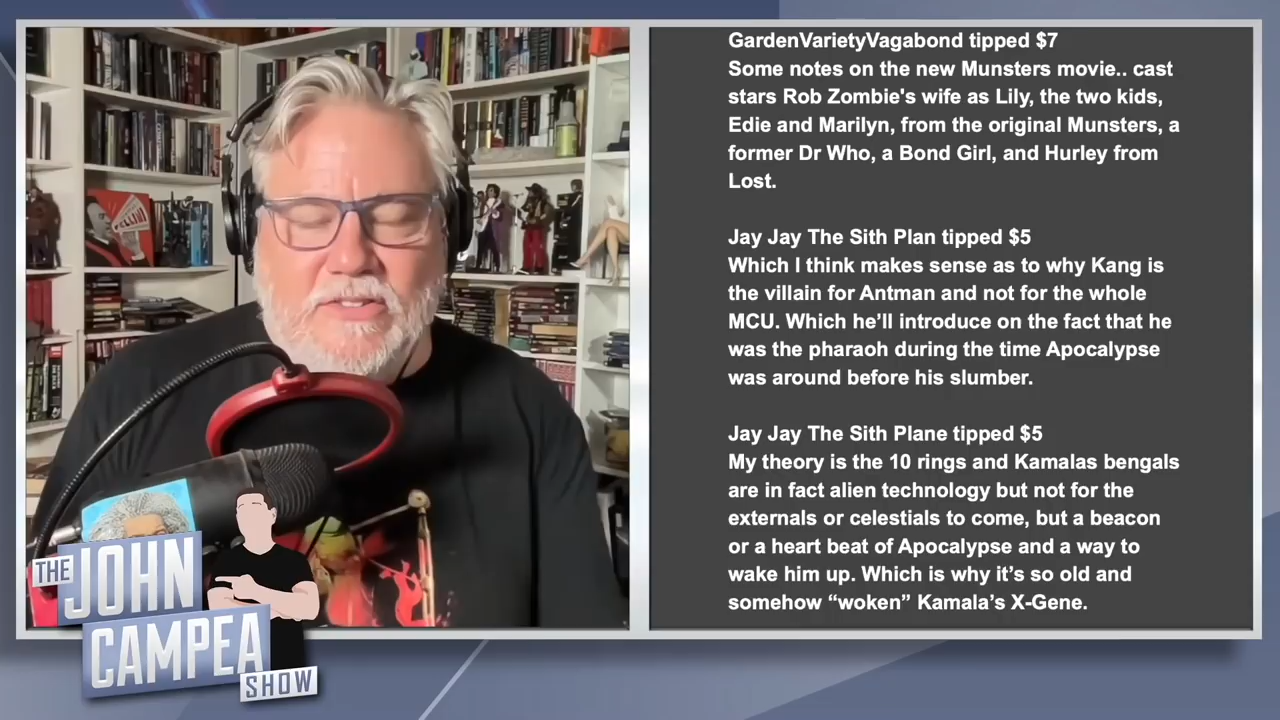 GardenVarietyVagabond tipped $7
Some notes on the new Munsters movie.. cast
stars Rob Zombie's wife as Lily, the two kids,
Edie and Marilyn, from the original Munsters, a
former Dr Who, a Bond Girl, and Hurley from
Lost.
Jay Jay The Sith Plan tipped $5
Which I think makes sense as to why Kang is
the villain for Antman and not for the whole
MCU. Which he’ll introduce on the fact that he
was the pharaoh during the time Apocalypse
was around before his slumber.
Jay Jay The Sith Plane tipped $5
My theory is the 10 rings and Kamalas bengals
are in fact alien technology but not for the
externals or celestials to come, but a beacon
or a heart beat of Apocalypse and a way to
wake him up. Which is why it’s so old and
somehow “woken” Kamala’s X-Gene.
FELLINI
THE
JOHN
CAMPEA
SHOW